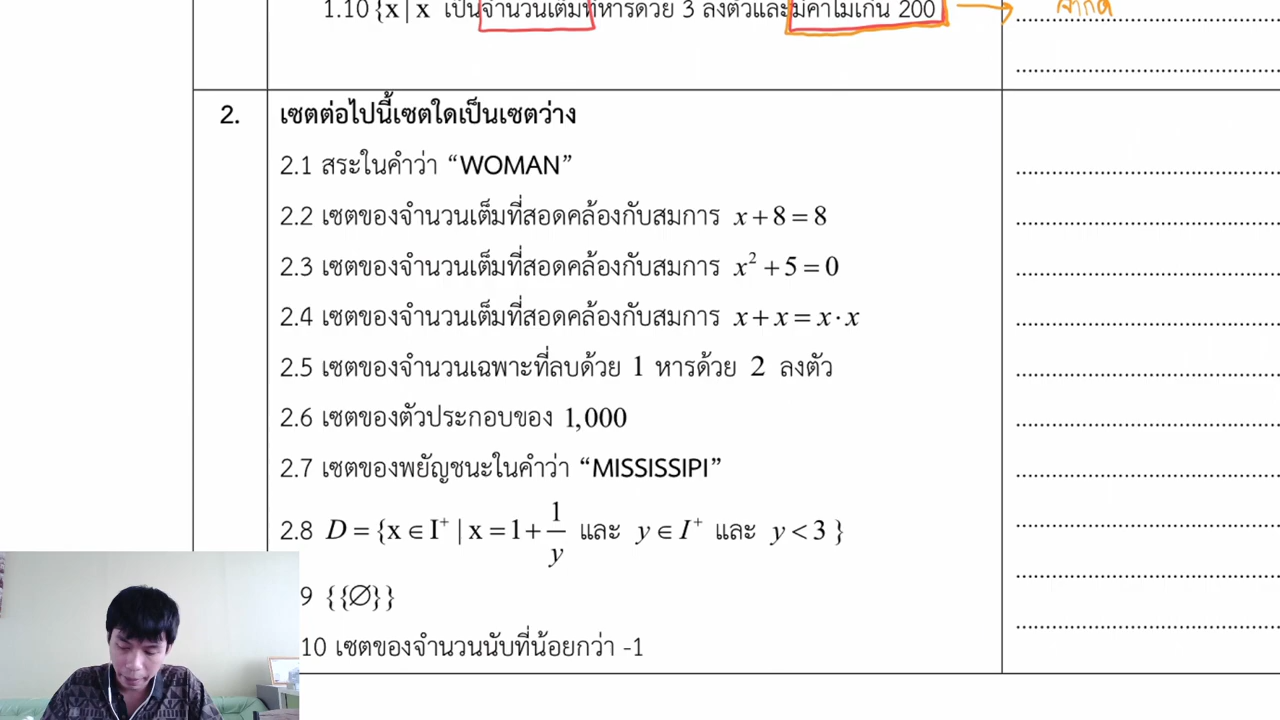 1.10 {x | x เป็นจำนวนเต็มที่หารด้วย 3 ลงตัวและมีค่าไม่เกิน 200
จำกัด
2. เซตต่อไปนี้เซตใดเป็นเซตว่าง
2.1 สระในคำว่า “WOMAN”
2.2 เซตของจำนวนเต็มที่สอดคล้องกับสมการ x + 8 = 8
2.3 เซตของจำนวนเต็มที่สอดคล้องกับสมการ x² + 5 = 0
2.4 เซตของจำนวนเต็มที่สอดคล้องกับสมการ x + x = x · x
2.5 เซตของจำนวนเฉพาะที่ลบด้วย 1 หารด้วย 2 ลงตัว
2.6 เซตของตัวประกอบของ 1,000
2.7 เซตของพยัญชนะในคำว่า “MISSISSIPI”
2.8 D = {x ∈ I⁺ | x = 1 + 1/y และ y ∈ I⁺ และ y < 3 }
9 {{∅}}
10 เซตของจำนวนนับที่น้อยกว่า -1